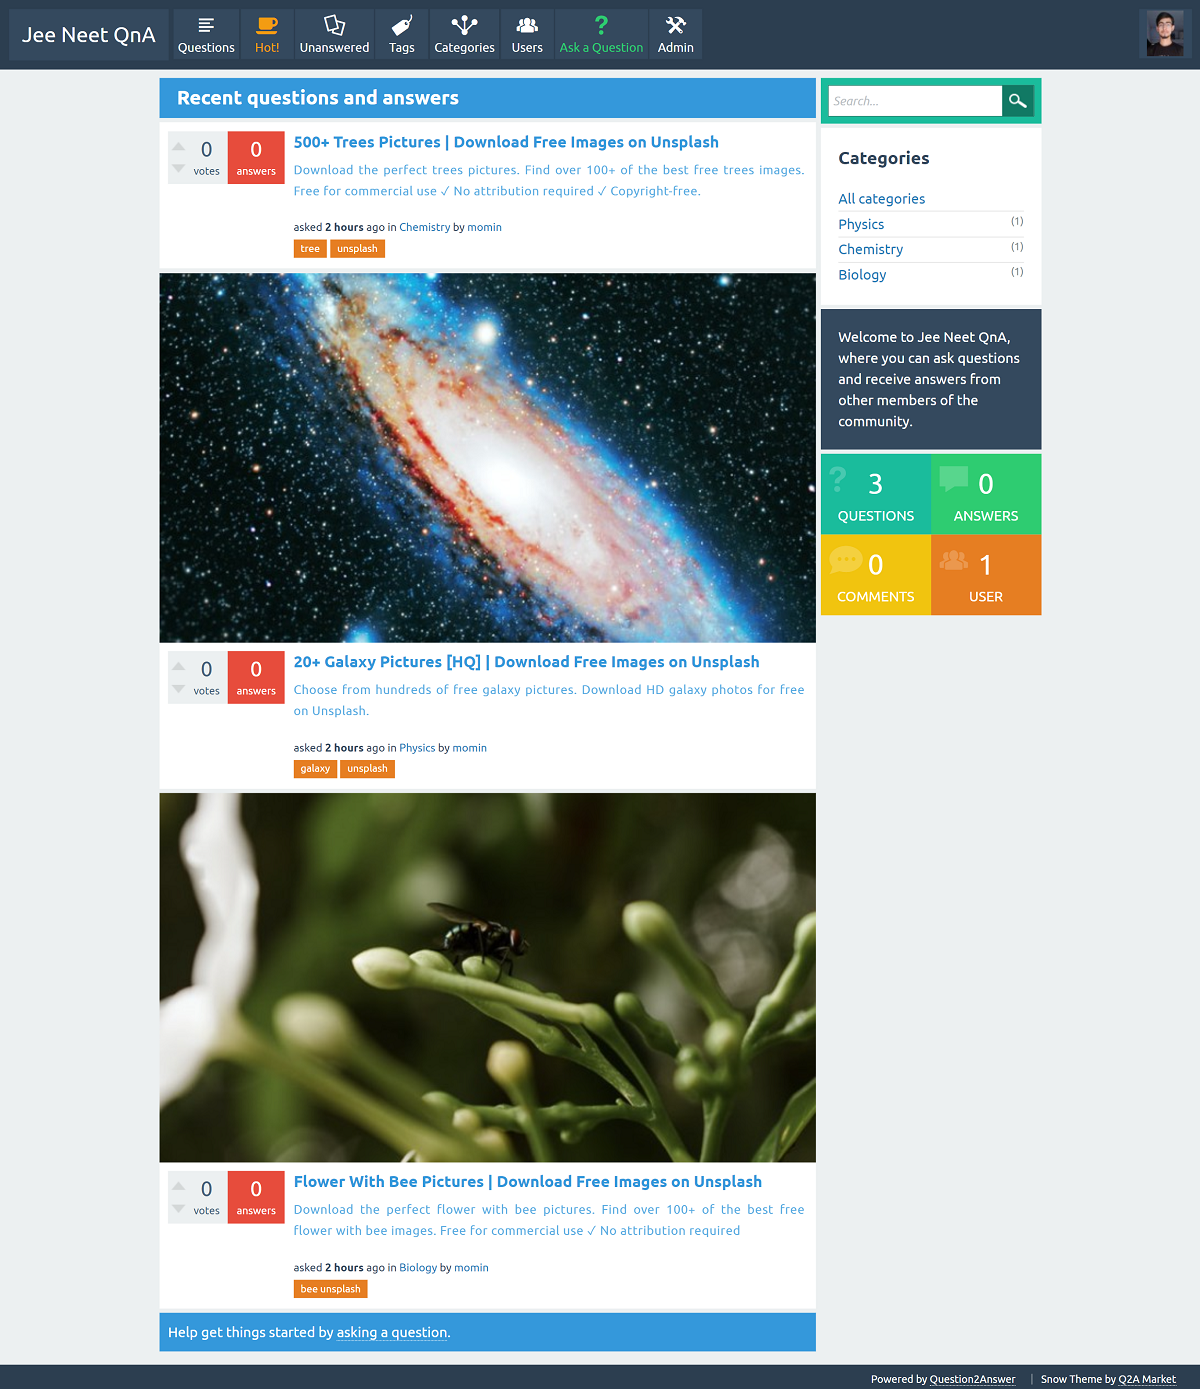 Jee Neet QnA
Questions
Hot!
Unanswered
Tags
Categories
Users
Ask a Question
Admin
Recent questions and answers
0
votes
0
answers
500+ Trees Pictures | Download Free Images on Unsplash
Download the perfect trees pictures. Find over 100+ of the best free trees images.
Free for commercial use ✓ No attribution required ✓ Copyright-free.
asked 2 hours ago in Chemistry by momin
tree
unsplash
0
votes
0
answers
20+ Galaxy Pictures [HQ] | Download Free Images on Unsplash
Choose from hundreds of free galaxy pictures. Download HD galaxy photos for free
on Unsplash.
asked 2 hours ago in Physics by momin
galaxy
unsplash
0
votes
0
answers
Flower With Bee Pictures | Download Free Images on Unsplash
Download the perfect flower with bee pictures. Find over 100+ of the best free
flower with bee images. Free for commercial use ✓ No attribution required
asked 2 hours ago in Biology by momin
bee unsplash
Help get things started by asking a question.
Search...
Categories
All categories
Physics (1)
Chemistry (1)
Biology (1)
Welcome to Jee Neet QnA,
where you can ask questions
and receive answers from
other members of the
community.
? 3
QUESTIONS
0
ANSWERS
0
COMMENTS
1
USER
Powered by Question2Answer | Snow Theme by Q2A Market